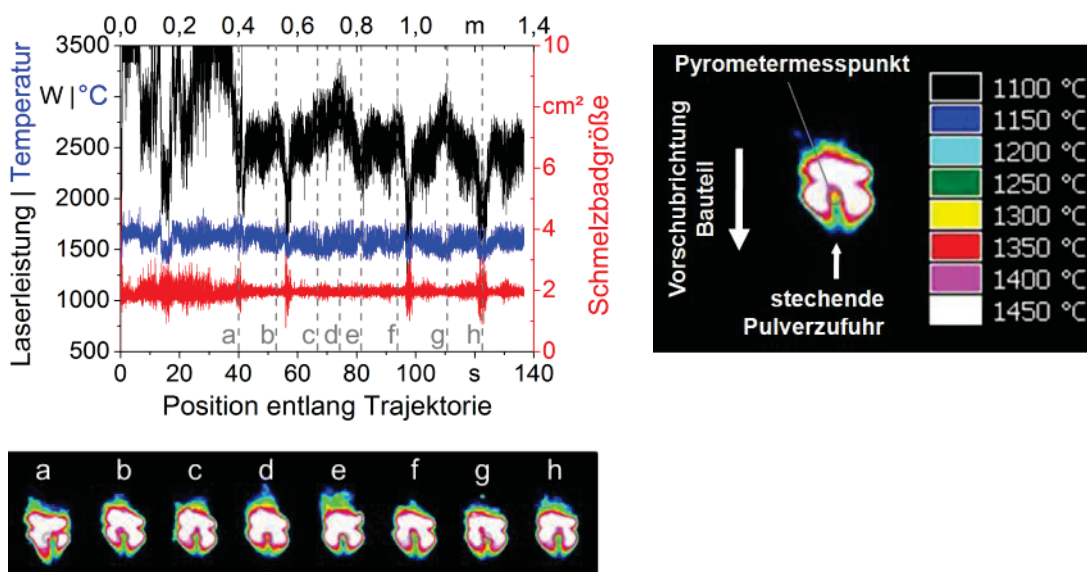 0,0 0,2 0,4 0,6 0,8 1,0 m 1,4
3500
W | °C
2500
2000
1500
1000
500
Laserleistung | Temperatur
10
cm²
6
4
2
0
Schmelzbadgröße
a b c d e f g h
0 20 40 60 80 100 s 140
Position entlang Trajektorie
Pyrometermesspunkt
Vorschubrichtung
Bauteil
stechende
Pulverzufuhr
1100 °C
1150 °C
1200 °C
1250 °C
1300 °C
1350 °C
1400 °C
1450 °C
a b c d e f g h